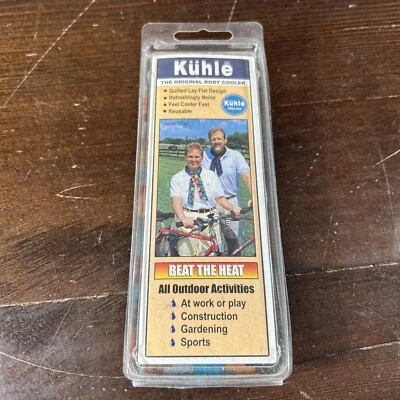 Kühle
THE ORIGINAL BODY COOLER
Quilted Lay Flat Design
Refreshingly Moist
Feel Cooler Fast
Reusable
Kühle
BEAT THE HEAT
All Outdoor Activities
At work or play
Construction
Gardening
Sports